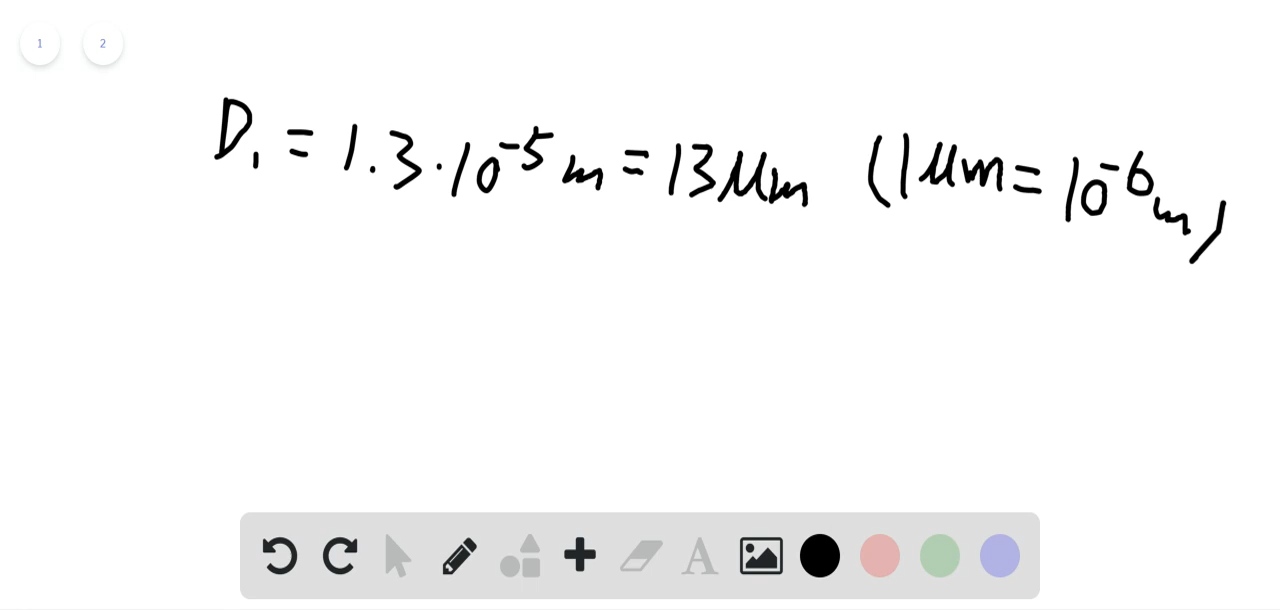 1 2
D₁ = 1.3·10⁻⁵ m = 13 μm (1 μm = 10⁻⁶ m)
A